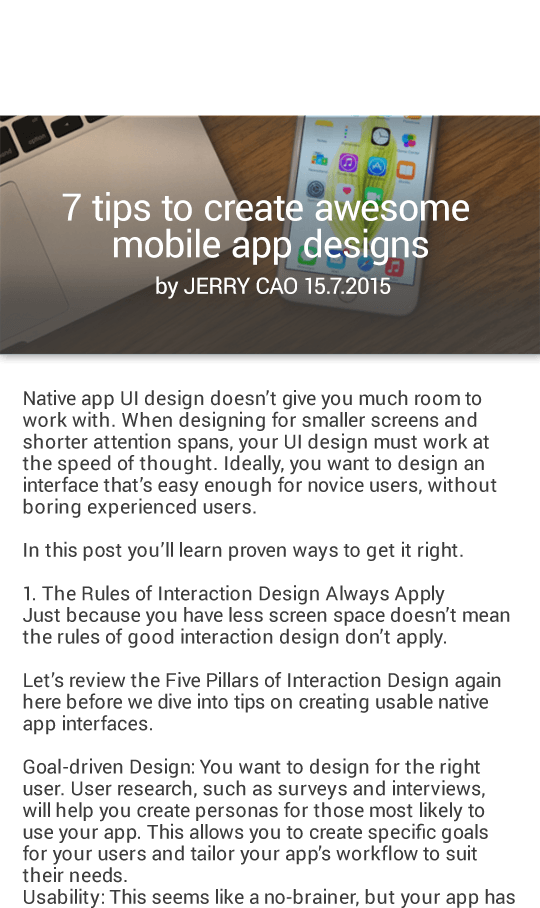 7 tips to create awesome
mobile app designs
by JERRY CAO 15.7.2015
Native app UI design doesn’t give you much room to
work with. When designing for smaller screens and
shorter attention spans, your UI design must work at
the speed of thought. Ideally, you want to design an
interface that’s easy enough for novice users, without
boring experienced users.
In this post you’ll learn proven ways to get it right.
1. The Rules of Interaction Design Always Apply
Just because you have less screen space doesn’t mean
the rules of good interaction design don’t apply.
Let’s review the Five Pillars of Interaction Design again
here before we dive into tips on creating usable native
app interfaces.
Goal-driven Design: You want to design for the right
user. User research, such as surveys and interviews,
will help you create personas for those most likely to
use your app. This allows you to create specific goals
for your users and tailor your app’s workflow to suit
their needs.
Usability: This seems like a no-brainer, but your app has